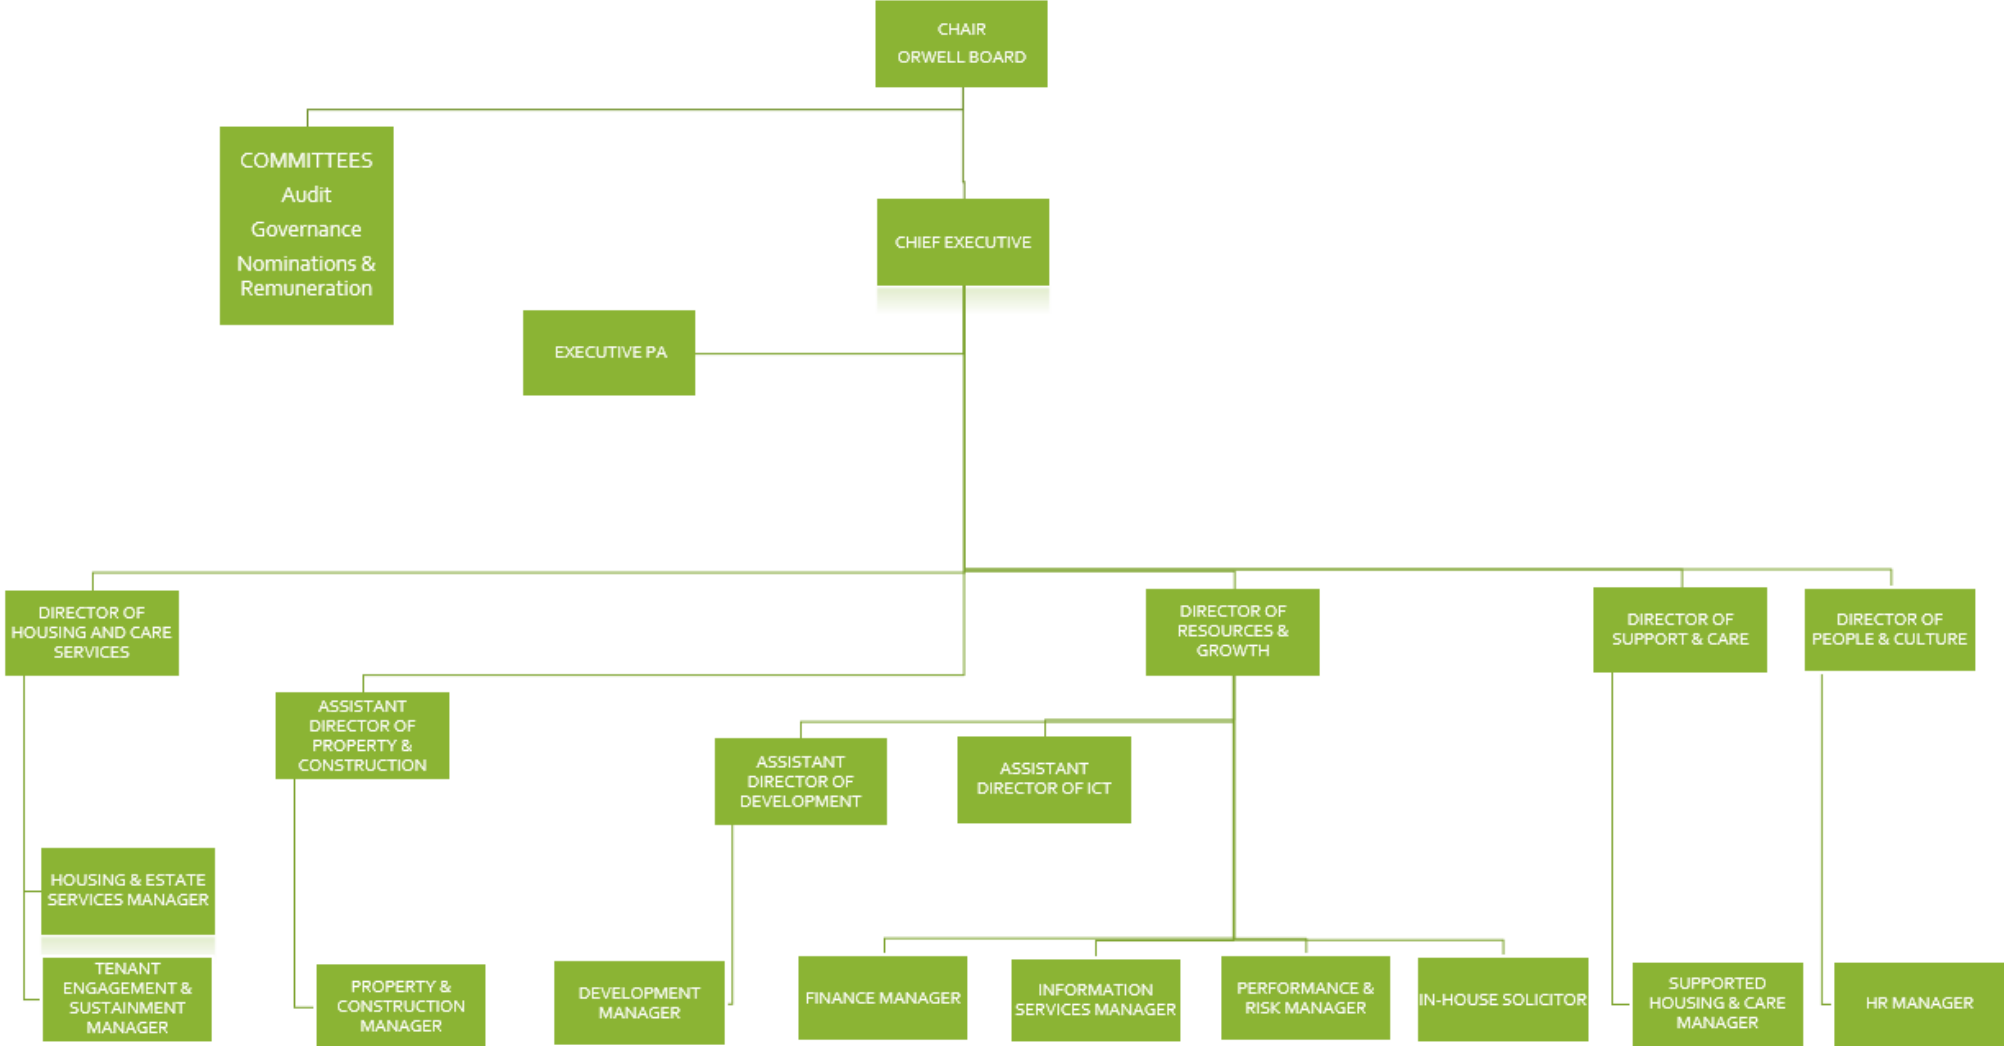 CHAIR
ORWELL BOARD
COMMITTEES
Audit
Governance
Nominations &
Remuneration
CHIEF EXECUTIVE
EXECUTIVE PA
DIRECTOR OF
HOUSING AND CARE
SERVICES
DIRECTOR OF
RESOURCES &
GROWTH
DIRECTOR OF
SUPPORT & CARE
DIRECTOR OF
PEOPLE & CULTURE
ASSISTANT
DIRECTOR OF
PROPERTY &
CONSTRUCTION
ASSISTANT
DIRECTOR OF
DEVELOPMENT
ASSISTANT
DIRECTOR OF ICT
HOUSING & ESTATE
SERVICES MANAGER
TENANT
ENGAGEMENT &
SUSTAINMENT
MANAGER
PROPERTY &
CONSTRUCTION
MANAGER
DEVELOPMENT
MANAGER
FINANCE MANAGER
INFORMATION
SERVICES MANAGER
PERFORMANCE &
RISK MANAGER
IN-HOUSE SOLICITOR
SUPPORTED
HOUSING & CARE
MANAGER
HR MANAGER